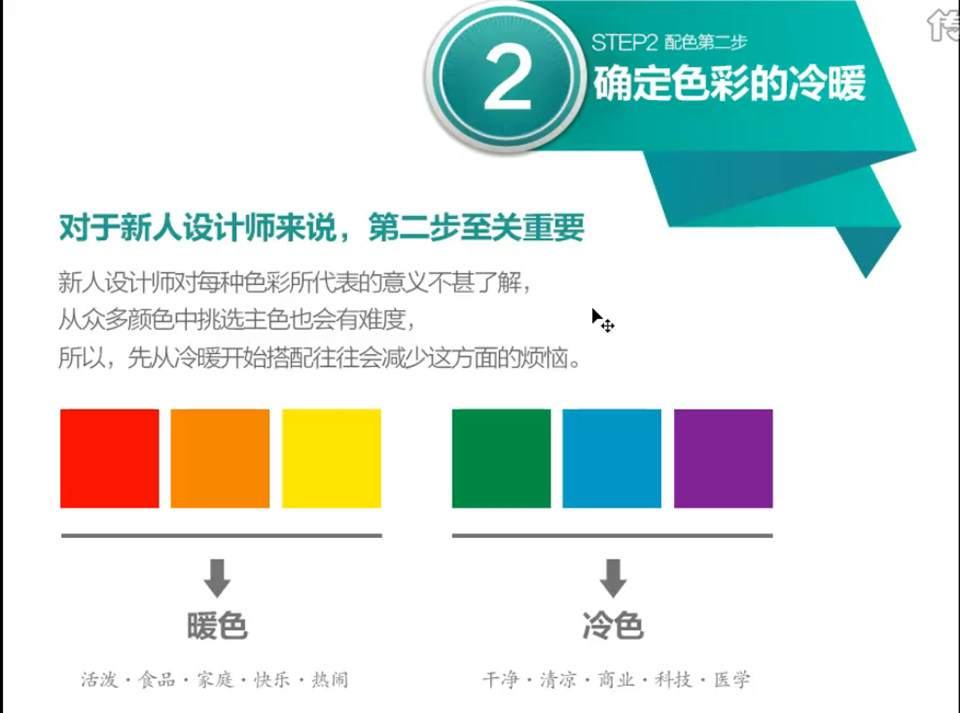 2
STEP2 配色第二步
确定色彩的冷暖
传
对于新人设计师来说，第二步至关重要
新人设计师对每种色彩所代表的意义不甚了解，
从众多颜色中挑选主色也会有难度，
所以，先从冷暖开始搭配往往会减少这方面的烦恼。
暖色
冷色
活泼·食品·家庭·快乐·热闹
干净·清凉·商业·科技·医学